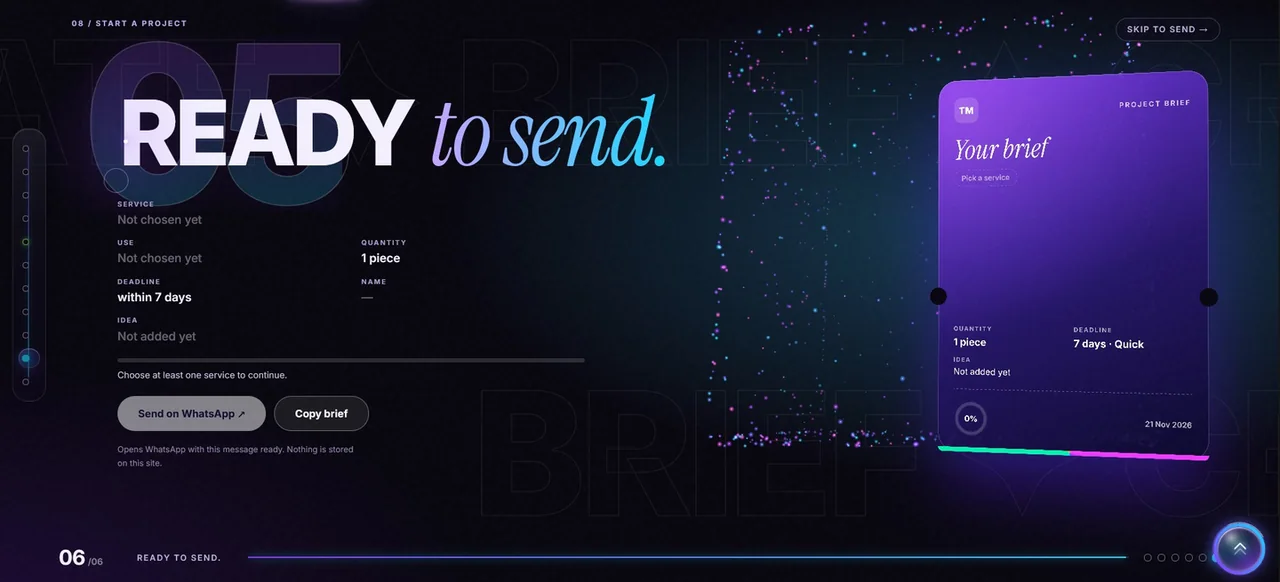 08 / START A PROJECT
SKIP TO SEND →
05
READY to send.
SERVICE
Not chosen yet
USE
Not chosen yet
QUANTITY
1 piece
DEADLINE
within 7 days
NAME
—
IDEA
Not added yet
Choose at least one service to continue.
Send on WhatsApp ↗
Copy brief
Opens WhatsApp with this message ready. Nothing is stored
on this site.
TM
PROJECT BRIEF
Your brief
Pick a service
QUANTITY
1 piece
DEADLINE
7 days · Quick
IDEA
Not added yet
0%
21 Nov 2026
BRIEF
BRIEF
06 /06
READY TO SEND.